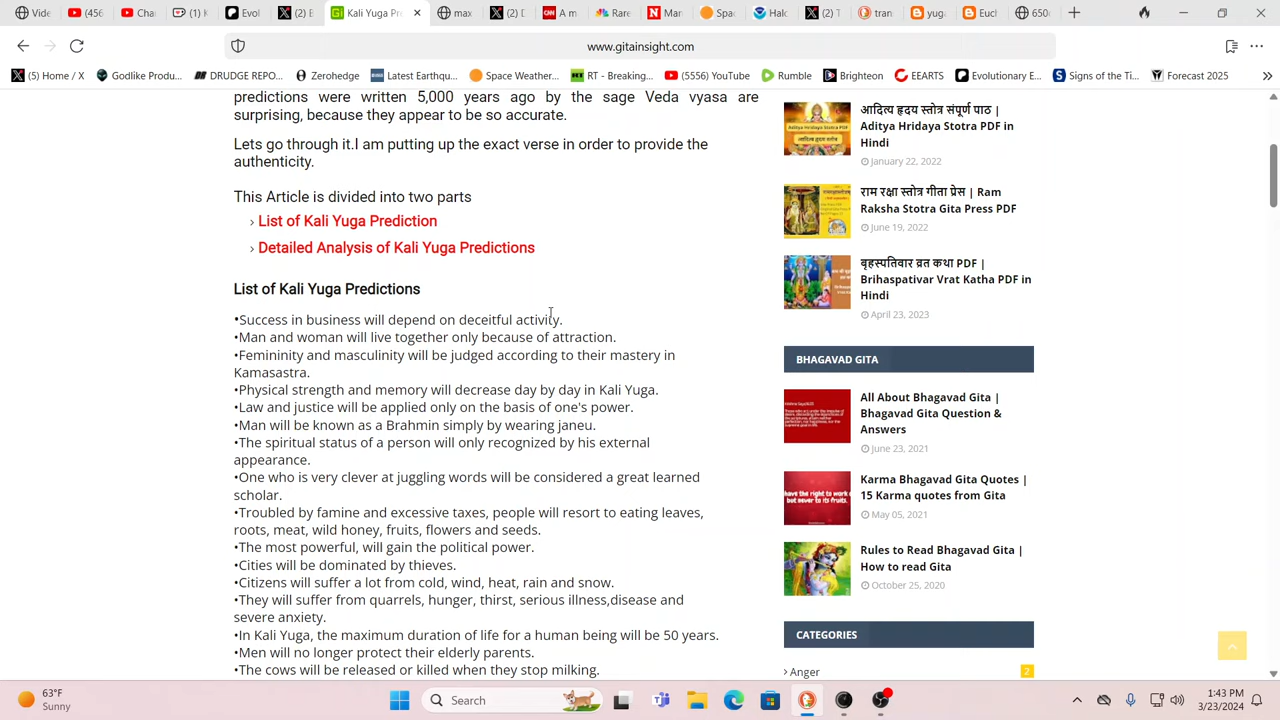 Vide
(456
D
(1.)
Est
(2) E
Gi Kali Yuga Pr
max
D
A m
Rare
Mar
Spa
Hak
D
tran
yug
Euch
650
www.gitainsight.com
(5) Home / X
Godlike Produ...
DRUDGE REPO...
Zerohedge
Latest Earthqu...
Space Weather...
RT - Breaking...
(5556) YouTube
Rumble
Brighteon
EEARTS
Evolutionary E...
Signs of the Ti...
Forecast 2025
predictions were written 5,000 years ago by the sage Veda vyasa are
surprising, because they appear to be so accurate.
Lets go through it.I am putting up the exact verse in order to provide the
authenticity.
This Article is divided into two parts
› List of Kali Yuga Prediction
› Detailed Analysis of Kali Yuga Predictions
List of Kali Yuga Predictions
•Success in business will depend on deceitful activity.
•Man and woman will live together only because of attraction.
•Femininity and masculinity will be judged according to their mastery in
Kamasastra.
•Physical strength and memory will decrease day by day in Kali Yuga.
•Law and justice will be applied only on the basis of one's power.
•Man will be known as a Brahmin simply by wearing Jneu.
•The spiritual status of a person will only recognized by his external
appearance.
•One who is very clever at juggling words will be considered a great learned
scholar.
•Troubled by famine and excessive taxes, people will resort to eating leaves,
roots, meat, wild honey, fruits, flowers and seeds.
•The most powerful, will gain the political power.
•Cities will be dominated by thieves.
•Citizens will suffer a lot from cold, wind, heat, rain and snow.
•They will suffer from quarrels, hunger, thirst, serious illness,disease and
severe anxiety.
•In Kali Yuga, the maximum duration of life for a human being will be 50 years.
•Men will no longer protect their elderly parents.
•The cows will be released or killed when they stop milking.
आदित्य हृदय स्तोत्र संपूर्ण पाठ |
Aditya Hridaya Stotra PDF in
Hindi
January 22, 2022
राम रक्षा स्तोत्र गीता प्रेस | Ram
Raksha Stotra Gita Press PDF
June 19, 2022
बृहस्पतिवार व्रत कथा PDF |
Brihaspativar Vrat Katha PDF in
Hindi
April 23, 2023
BHAGAVAD GITA
All About Bhagavad Gita |
Bhagavad Gita Question &
Answers
June 23, 2021
Karma Bhagavad Gita Quotes |
15 Karma quotes from Gita
May 05, 2021
Rules to Read Bhagavad Gita |
How to read Gita
October 25, 2020
CATEGORIES
› Anger
2
63°F
Sunny
Search
1:43 PM
3/23/2024